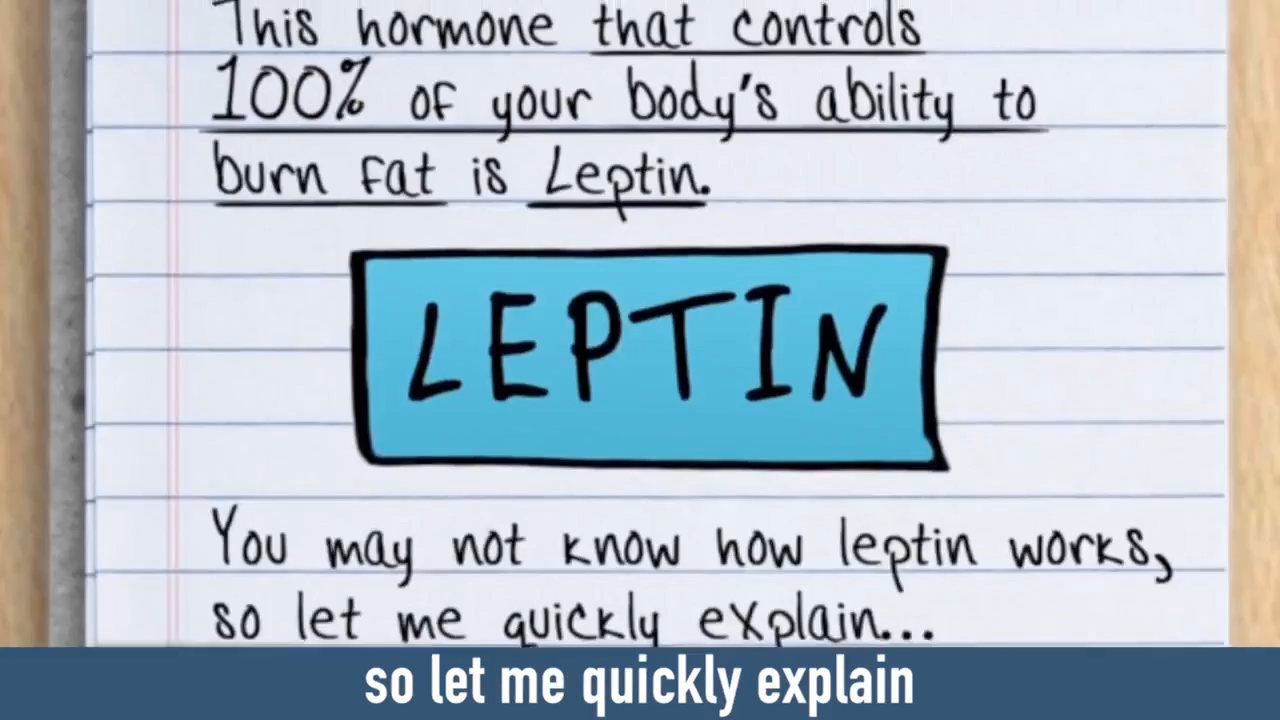 This hormone that controls
100% of your body's ability to
burn fat is Leptin.
LEPTIN
You may not know how leptin works,
so let me quickly explain...
so let me quickly explain